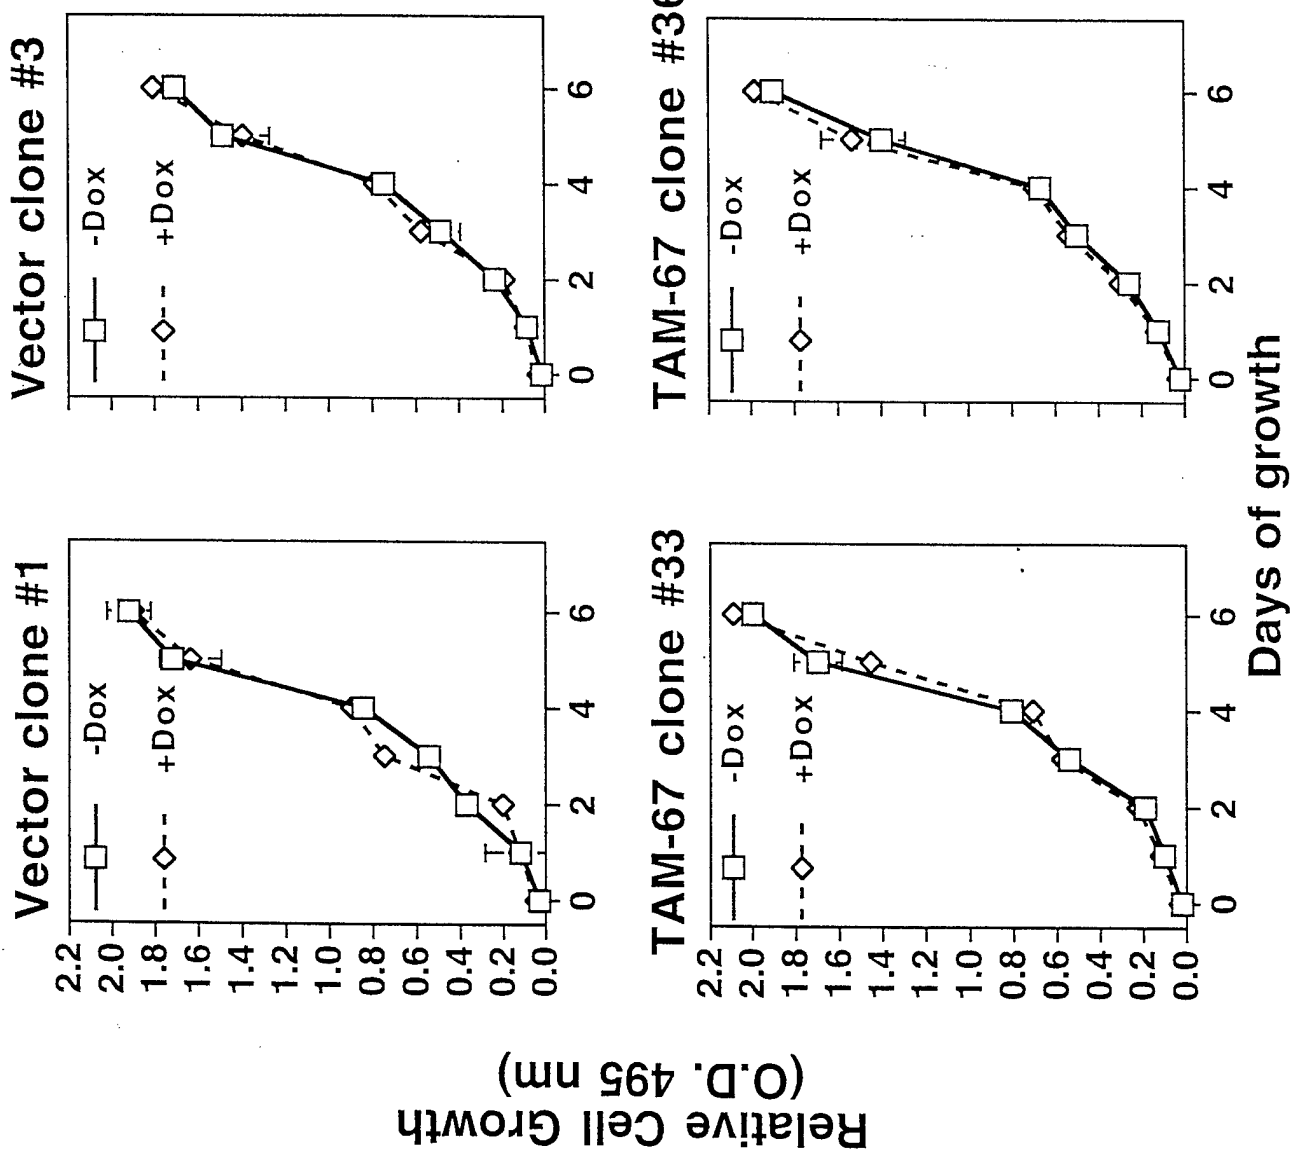 Vector clone #1
-Dox
+Dox
2.2
2.0
1.8
1.6
1.4
1.2
1.0
0.8
0.6
0.4
0.2
0.0
0 2 4 6
Vector clone #3
-Dox
+Dox
0 2 4 6
TAM-67 clone #33
-Dox
+Dox
2.2
2.0
1.8
1.6
1.4
1.2
1.0
0.8
0.6
0.4
0.2
0.0
0 2 4 6
TAM-67 clone #36
-Dox
+Dox
0 2 4 6
Relative Cell Growth
(O.D. 495 nm)
Days of growth